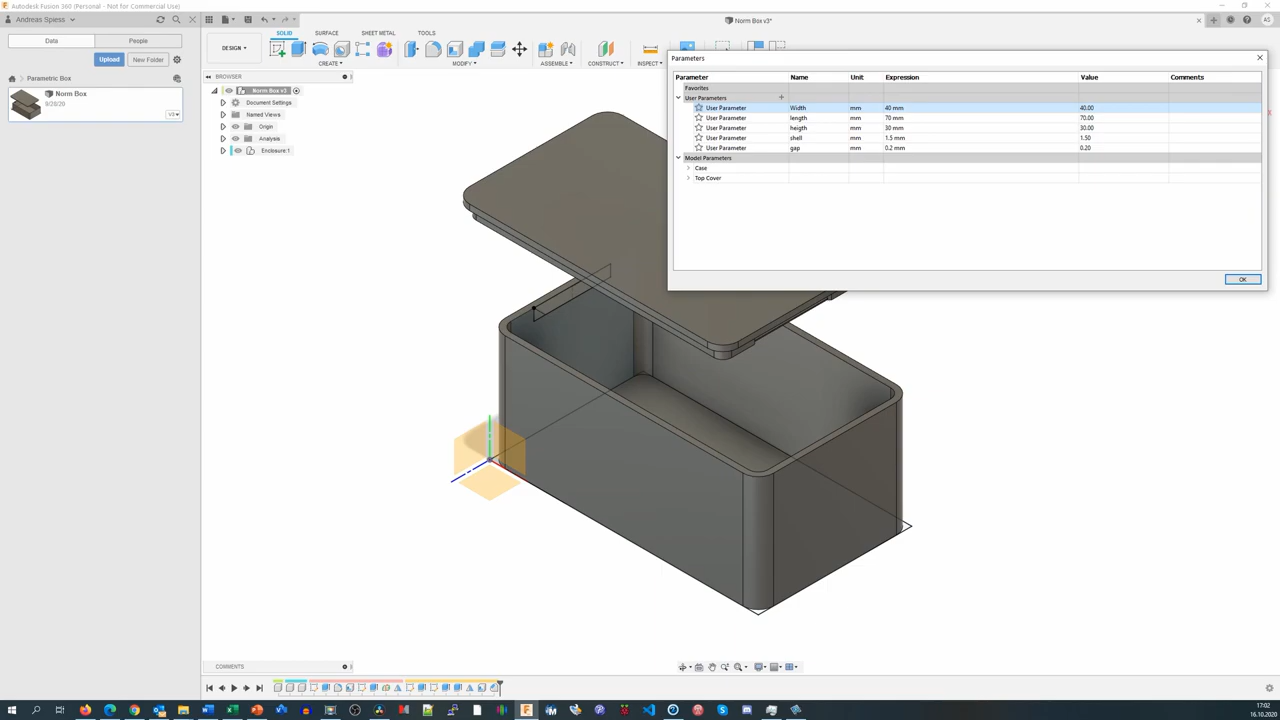 Autodesk Fusion 360 (Personal - Not for Commercial Use)
Andreas Spiess
Norm Box v3*
AS
Data
People
Upload
New Folder
Parametric Box
Norm Box
9/28/20
V3
DESIGN
SOLID
SURFACE
SHEET METAL
TOOLS
CREATE
MODIFY
ASSEMBLE
CONSTRUCT
INSPECT
BROWSER
Norm Box v3
Document Settings
Named Views
Origin
Analysis
Enclosure:1
Parameters
Parameter Name Unit Expression Value Comments
Favorites
User Parameters
User Parameter Width mm 40 mm 40.00
User Parameter length mm 70 mm 70.00
User Parameter heigth mm 30 mm 30.00
User Parameter shell mm 1.5 mm 1.50
User Parameter gap mm 0.2 mm 0.20
Model Parameters
Case
Top Cover
OK
COMMENTS
17:02
16.10.2020